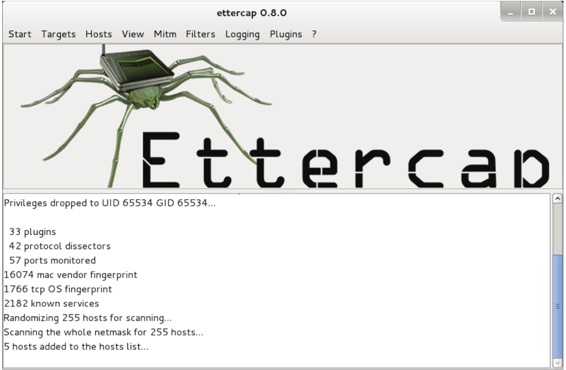 ettercap 0.8.0
Start Targets Hosts View Mitm Filters Logging Plugins ?
Ettercap
Privileges dropped to UID 65534 GID 65534...
33 plugins
42 protocol dissectors
57 ports monitored
16074 mac vendor fingerprint
1766 tcp OS fingerprint
2182 known services
Randomizing 255 hosts for scanning...
Scanning the whole netmask for 255 hosts...
5 hosts added to the hosts list...